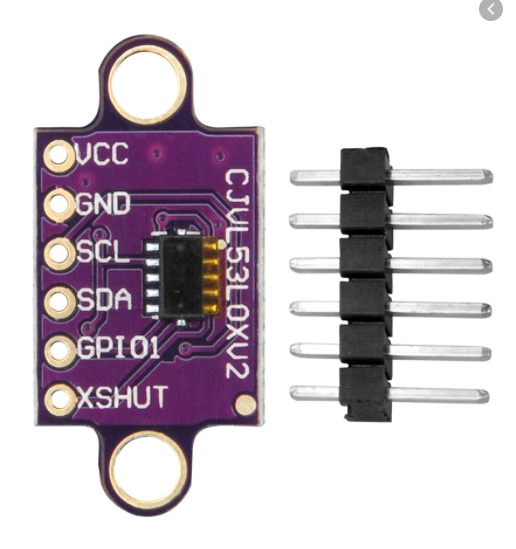 VCC
GND
SCL
SDA
GPIO1
XSHUT
CJVL53L0XV2